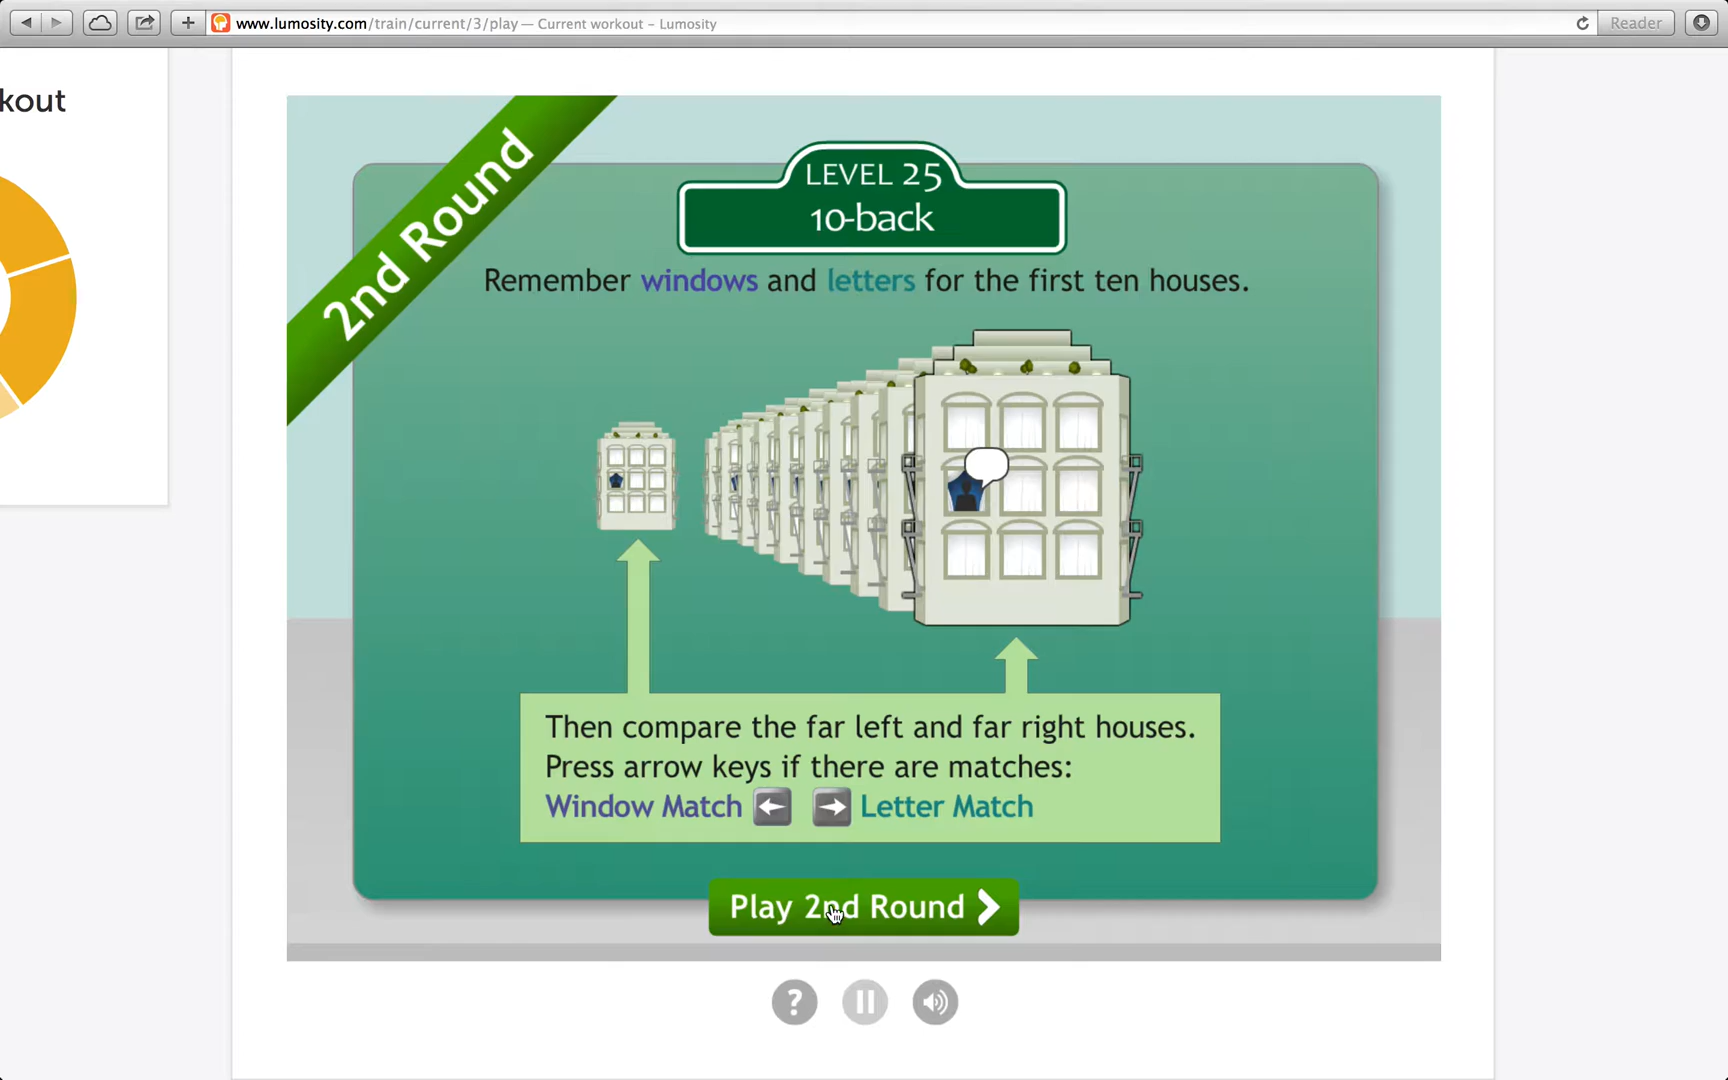 www.lumosity.com/train/current/3/play — Current workout – Lumosity
Reader
kout
2nd Round
LEVEL 25
10-back
Remember windows and letters for the first ten houses.
Then compare the far left and far right houses.
Press arrow keys if there are matches:
Window Match ← → Letter Match
Play 2nd Round
?